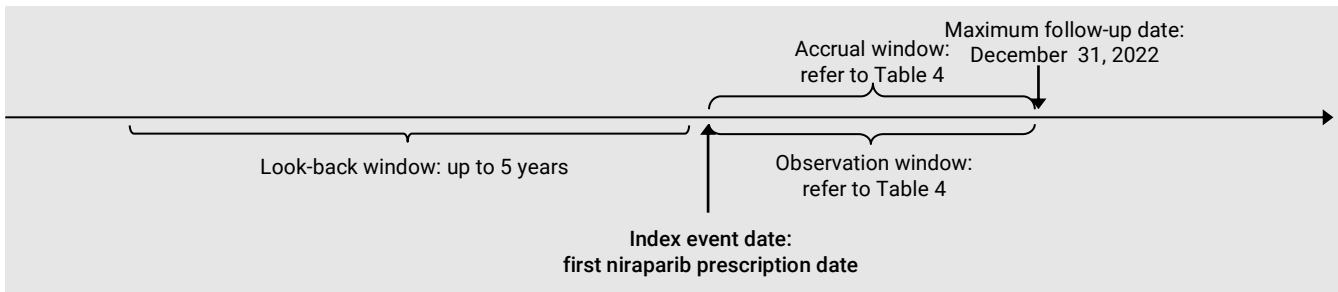 Maximum follow-up date:
December 31, 2022
Accrual window:
refer to Table 4
Look-back window: up to 5 years
Observation window:
refer to Table 4
Index event date:
first niraparib prescription date